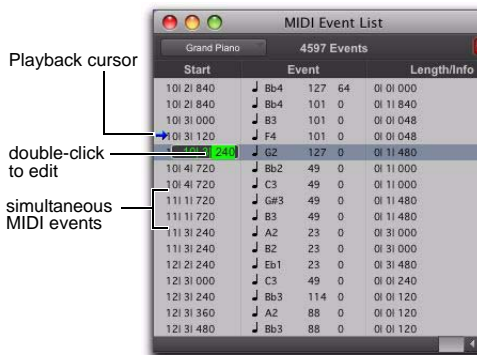 MIDI Event List
Grand Piano 4597 Events
Start Event Length/Info
Playback cursor
double-click
to edit
simultaneous
MIDI events
10| 2| 840 Bb4 127 64 0| 0| 000
10| 2| 840 Bb4 101 0 0| 1| 840
10| 3| 000 B3 101 0 0| 0| 048
10| 3| 120 F4 101 0 0| 0| 048
240 G2 127 0 0| 1| 480
10| 4| 720 Bb2 49 0 0| 1| 000
10| 4| 720 C3 49 0 0| 1| 000
11| 1| 720 G#3 49 0 0| 1| 480
11| 1| 720 B3 49 0 0| 1| 480
11| 3| 240 A2 23 0 0| 3| 000
11| 3| 240 B2 23 0 0| 3| 000
12| 2| 240 Eb1 23 0 0| 3| 480
12| 3| 000 C3 49 0 0| 0| 240
12| 3| 240 Bb3 114 0 0| 0| 120
12| 3| 360 A2 88 0 0| 0| 120
12| 3| 480 Bb3 88 0 0| 0| 120